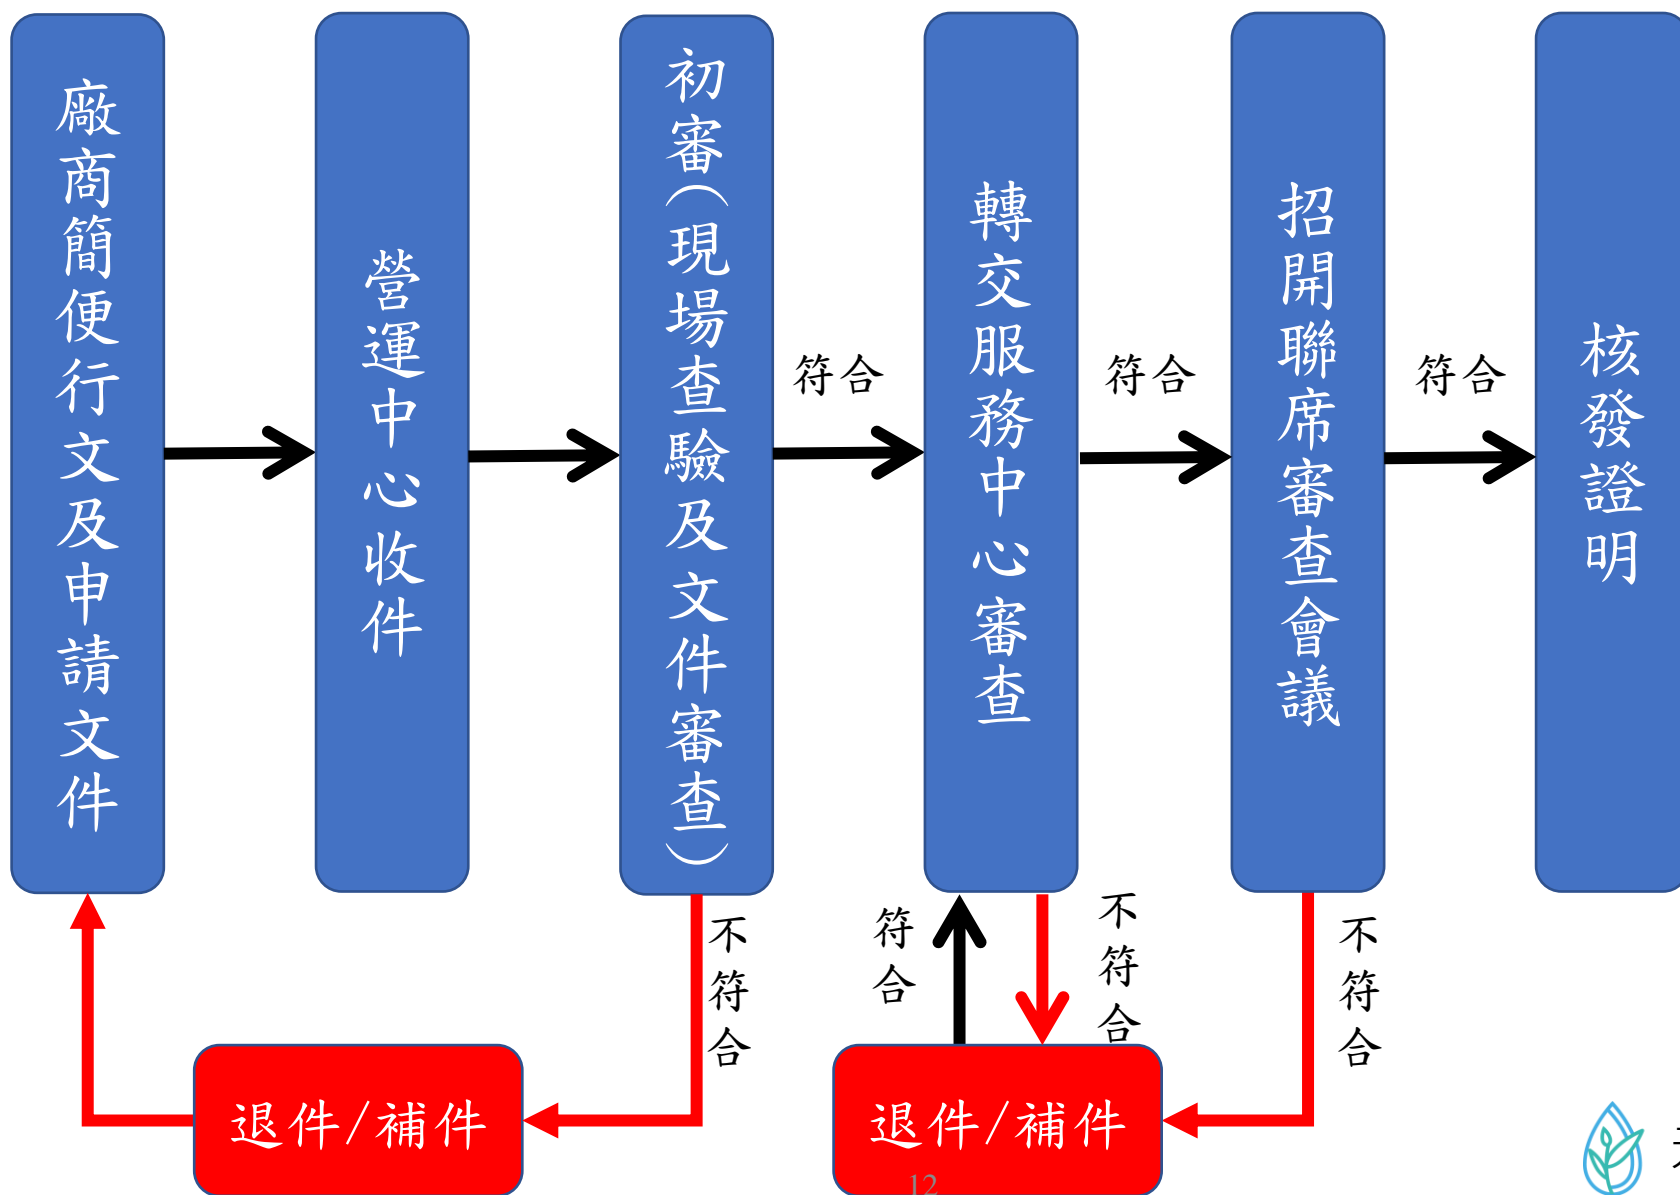 廠商簡便行文及申請文件
營運中心收件
初審(現場查驗及文件審查)
符合
轉交服務中心審查
符合
招開聯席審查會議
符合
核發證明
不符合
符合
不符合
不符合
退件/補件
退件/補件
12